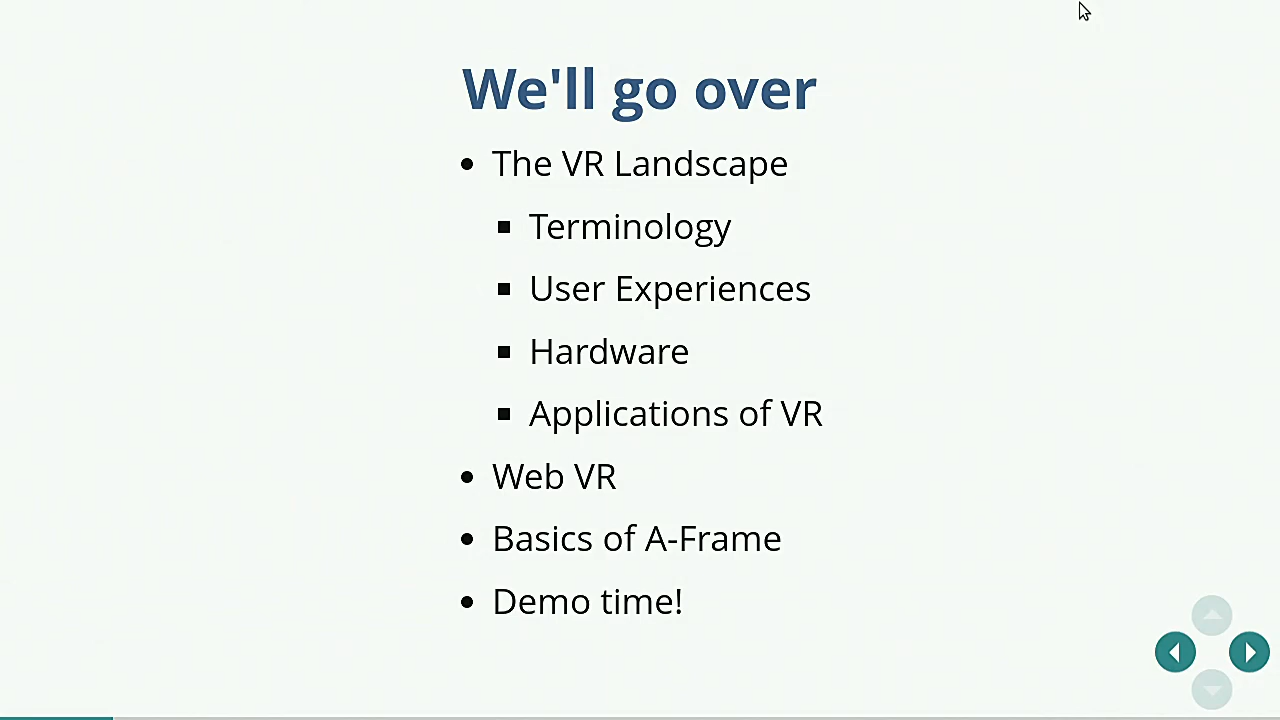 We'll go over
The VR Landscape
Terminology
User Experiences
Hardware
Applications of VR
Web VR
Basics of A-Frame
Demo time!